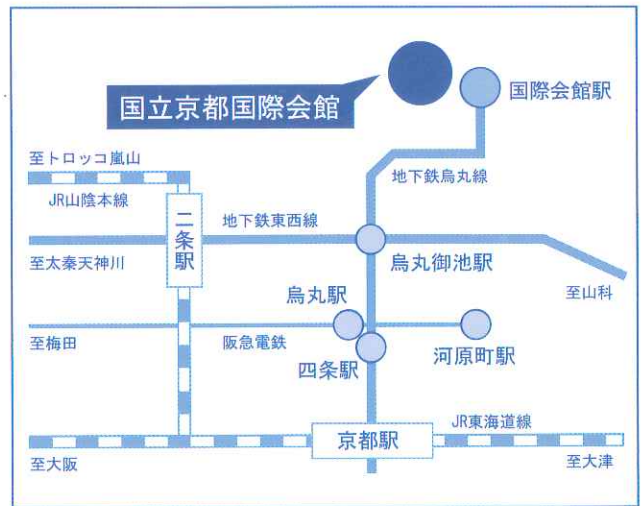 国立京都国際会館
国際会館駅
至トロッコ嵐山
JR山陰本線
地下鉄烏丸線
二条駅
地下鉄東西線
至太秦天神川
烏丸御池駅
至山科
烏丸駅
至梅田
阪急電鉄
四条駅
河原町駅
京都駅
JR東海道線
至大阪
至大津